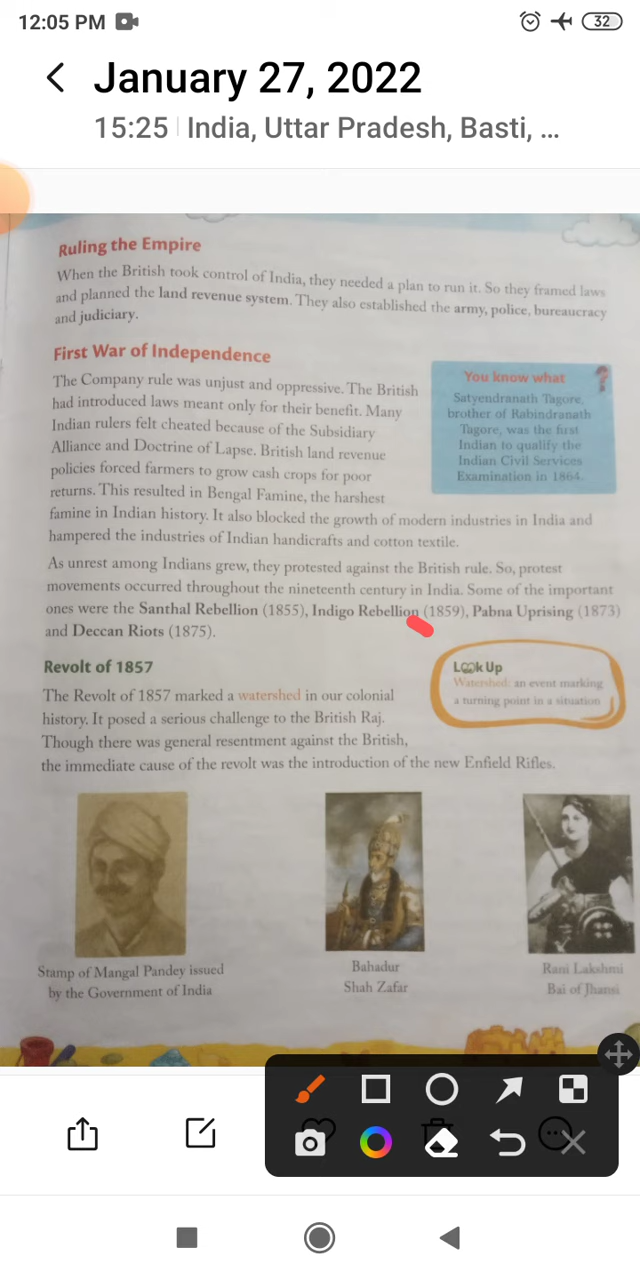 12:05 PM
32
January 27, 2022
15:25 | India, Uttar Pradesh, Basti, ...
Ruling the Empire
When the British took control of India, they needed a plan to run it. So they framed laws
and planned the land revenue system. They also established the army, police, bureaucracy
and judiciary.
First War of Independence
The Company rule was unjust and oppressive. The British
had introduced laws meant only for their benefit. Many
Indian rulers felt cheated because of the Subsidiary
Alliance and Doctrine of Lapse. British land revenue
policies forced farmers to grow cash crops for poor
returns. This resulted in Bengal Famine, the harshest
famine in Indian history. It also blocked the growth of modern industries in India and
hampered the industries of Indian handicrafts and cotton textile.
You know what
?
Satyendranath Tagore,
brother of Rabindranath
Tagore, was the first
Indian to qualify the
Indian Civil Services
Examination in 1864.
As unrest among Indians grew, they protested against the British rule. So, protest
movements occurred throughout the nineteenth century in India. Some of the important
ones were the Santhal Rebellion (1855), Indigo Rebellion (1859), Pabna Uprising (1873)
and Deccan Riots (1875).
Revolt of 1857
The Revolt of 1857 marked a watershed in our colonial
history. It posed a serious challenge to the British Raj.
Though there was general resentment against the British,
the immediate cause of the revolt was the introduction of the new Enfield Rifles.
Look Up
Watershed: an event marking
a turning point in a situation
Stamp of Mangal Pandey issued
by the Government of India
Bahadur
Shah Zafar
Rani Lakshmi
Bai of Jhansi